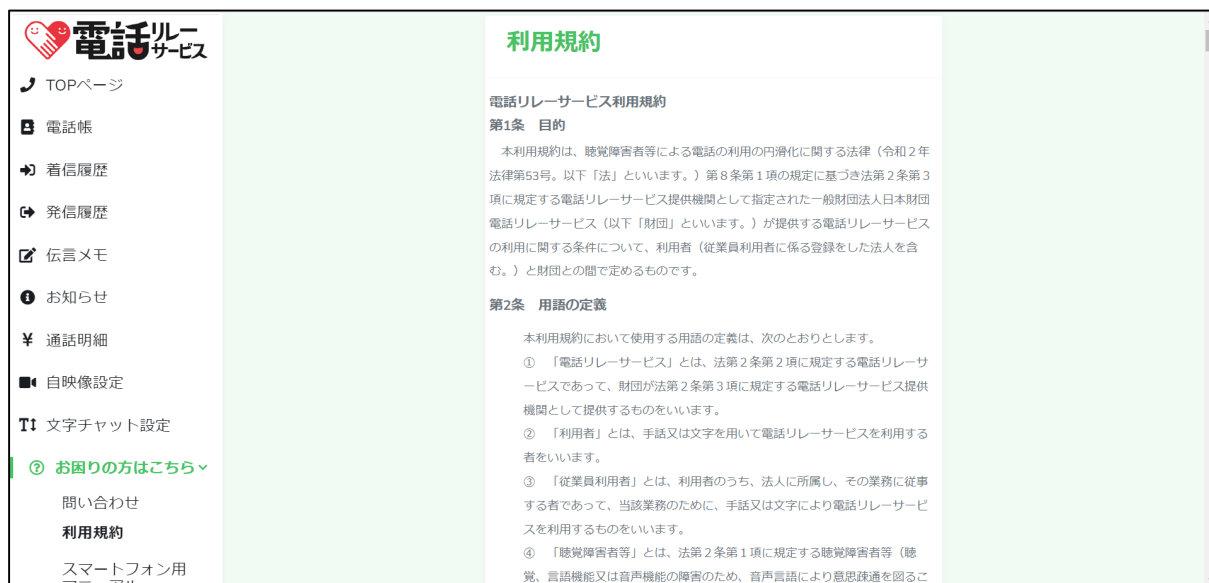 電話リレーサービス
TOPページ
電話帳
着信履歴
発信履歴
伝言メモ
お知らせ
通話明細
自映像設定
文字チャット設定
お困りの方はこちら
問い合わせ
利用規約
スマートフォン用
利用規約
電話リレーサービス利用規約
第1条　目的
本利用規約は、聴覚障害者等による電話の利用の円滑化に関する法律（令和２年
法律第53号。以下「法」といいます。）第８条第１項の規定に基づき法第２条第３
項に規定する電話リレーサービス提供機関として指定された一般財団法人日本財団
電話リレーサービス（以下「財団」といいます。）が提供する電話リレーサービス
の利用に関する条件について、利用者（従業員利用者に係る登録をした法人を含
む。）と財団との間で定めるものです。
第2条　用語の定義
本利用規約において使用する用語の定義は、次のとおりとします。
①　「電話リレーサービス」とは、法第２条第２項に規定する電話リレーサ
ービスであって、財団が法第２条第３項に規定する電話リレーサービス提供
機関として提供するものをいいます。
②　「利用者」とは、手話又は文字を用いて電話リレーサービスを利用する
者をいいます。
③　「従業員利用者」とは、利用者のうち、法人に所属し、その業務に従事
する者であって、当該業務のために、手話又は文字により電話リレーサービ
スを利用するものをいいます。
④　「聴覚障害者等」とは、法第２条第１項に規定する聴覚障害者等（聴
覚、言語機能又は音声機能の障害のため、音声言語により意思疎通を図るこ